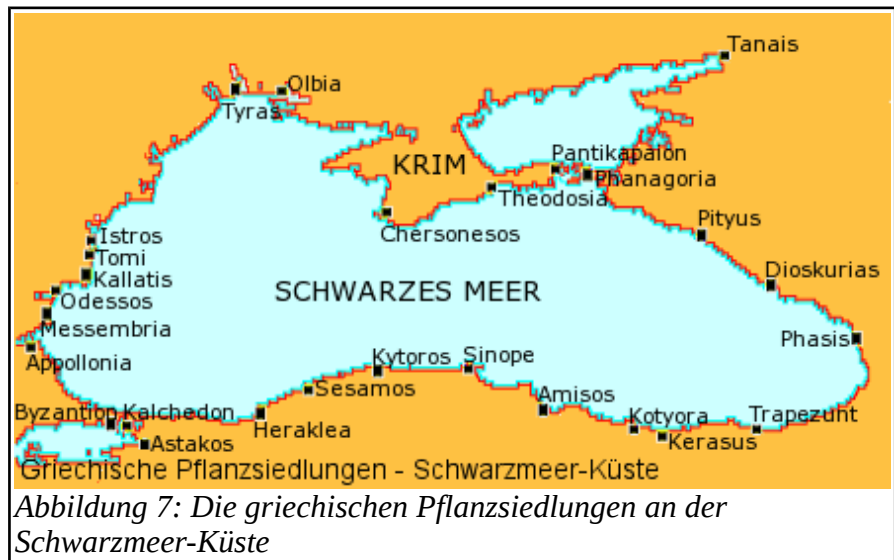 Tanais
Olbia
Tyras
Pantikapaion
KRIM
Phanagoria
Theodosia
Chersonesos
Pityus
Istros
Tomi
Kallatis
Dioskurias
Odessos
SCHWARZES MEER
Messembria
Phasis
Appollonia
Kytoros
Sinope
Sesamos
Amisos
Byzantion
Kalchedon
Heraklea
Kotyora
Trapezunt
Astakos
Kerasus
Griechische Pflanzsiedlungen - Schwarzmeer-Küste
Abbildung 7: Die griechischen Pflanzsiedlungen an der
Schwarzmeer-Küste